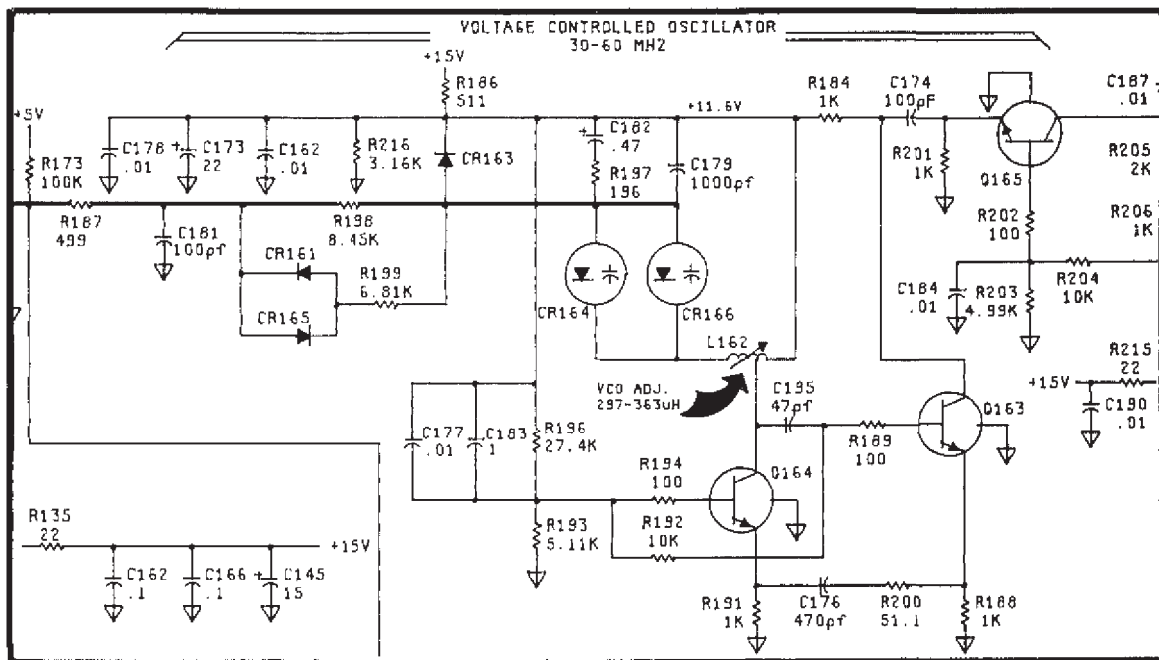 VOLTAGE CONTROLLED OSCILLATOR
30-60 MHZ
+15V
R186
511
+5V
R173
100K
C178
.01
+
C173
22
C162
.01
R216
3.16K
CR163
+
C182
.47
R197
196
+11.6V
C179
1000pf
R184
1K
C174
100pF
R201
1K
Q165
C187
.01
R205
2K
R206
1K
R187
499
C181
100pf
R198
8.45K
CR161
CR165
R199
6.81K
CR164
CR166
R202
100
C184
.01
R203
4.99K
R204
10K
L162
VCO ADJ.
297-363uH
C195
47pf
R189
100
Q163
+15V
R215
22
C190
.01
C177
.01
C183
.1
R196
27.4K
R194
100
Q164
R193
5.11K
R192
10K
R135
22
+15V
C162
.1
C166
.1
+
C145
15
R191
1K
C176
470pf
R200
51.1
R188
1K